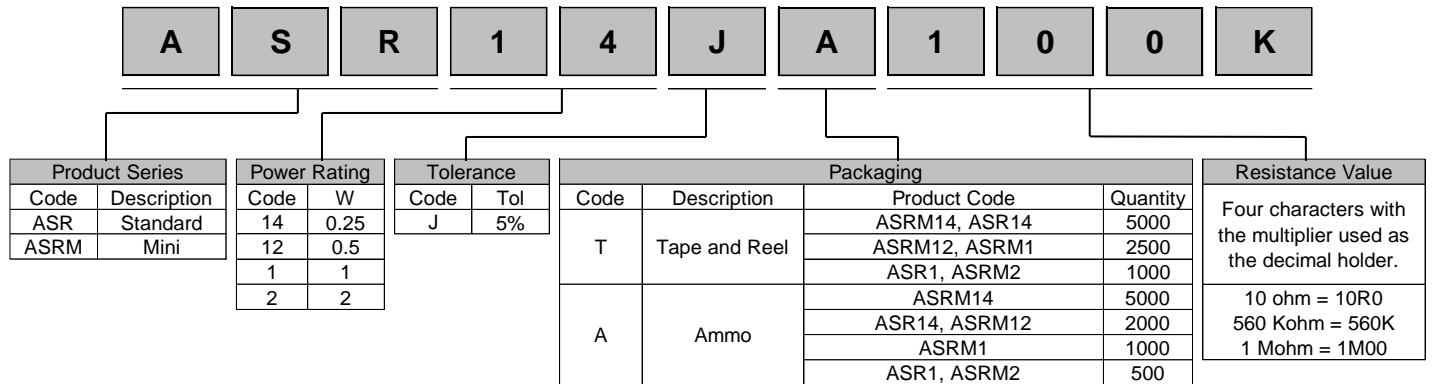 A S R 1 4 J A 1 0 0 K
Product Series
Code Description
ASR Standard
ASRM Mini
Power Rating
Code W
14 0.25
12 0.5
1 1
2 2
Tolerance
Code Tol
J 5%
Packaging
Code Description Product Code Quantity
T Tape and Reel
ASRM14, ASR14 5000
ASRM12, ASRM1 2500
ASR1, ASRM2 1000
A Ammo
ASRM14 5000
ASR14, ASRM12 2000
ASRM1 1000
ASR1, ASRM2 500
Resistance Value
Four characters with
the multiplier used as
the decimal holder.
10 ohm = 10R0
560 Kohm = 560K
1 Mohm = 1M00